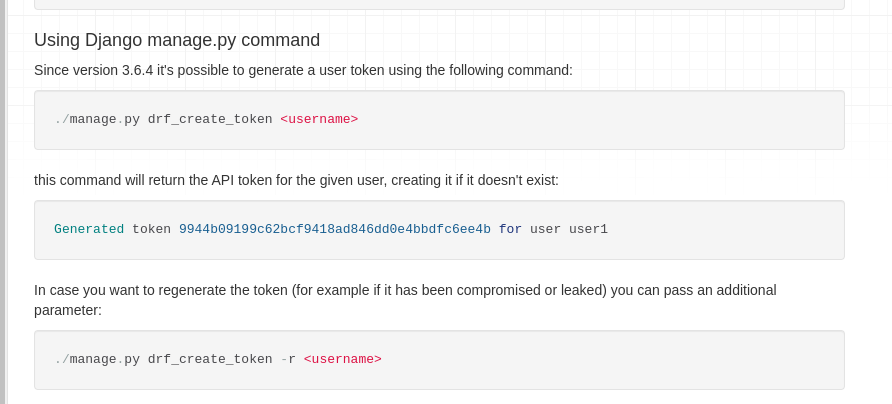 Using Django manage.py command
Since version 3.6.4 it's possible to generate a user token using the following command:
./manage.py drf_create_token <username>
this command will return the API token for the given user, creating it if it doesn't exist:
Generated token 9944b09199c62bcf9418ad846dd0e4bbdfc6ee4b for user user1
In case you want to regenerate the token (for example if it has been compromised or leaked) you can pass an additional
parameter:
./manage.py drf_create_token -r <username>